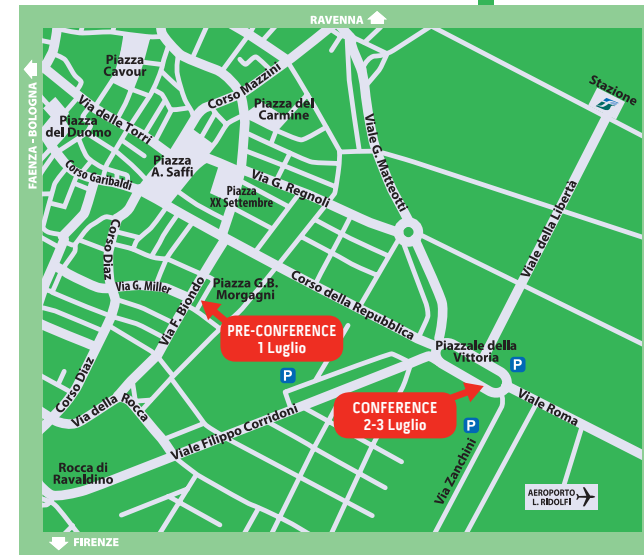 RAVENNA
FAENZA - BOLOGNA
Piazza
Cavour
Corso Mazzini
Stazione
Via delle Torri
Piazza del
Carmine
Piazza
del Duomo
Piazza
A. Saffi
Viale G. Matteotti
Corso Garibaldi
Piazza
XX Settembre
Via G. Regnoli
Corso Diaz
Viale della Liberta
Via G. Miller
Via F. Biondo
Piazza G.B.
Morgagni
Corso della Repubblica
PRE-CONFERENCE
1 Luglio
Piazzale della
Vittoria
P
P
Corso Diaz
Via della Rocca
CONFERENCE
2-3 Luglio
Viale Roma
P
Viale Filippo Corridoni
Via Zanchini
Rocca di
Ravaldino
AEROPORTO
L. RIDOLFI
FIRENZE